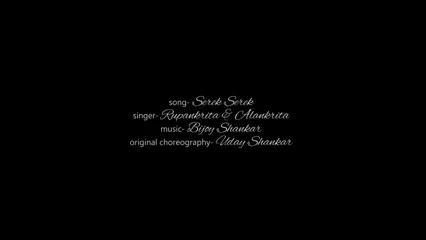 song- Serek Serek
singer- Rupankrita & Alankrita
music- Bijoy Shankar
original choreography- Uday Shankar